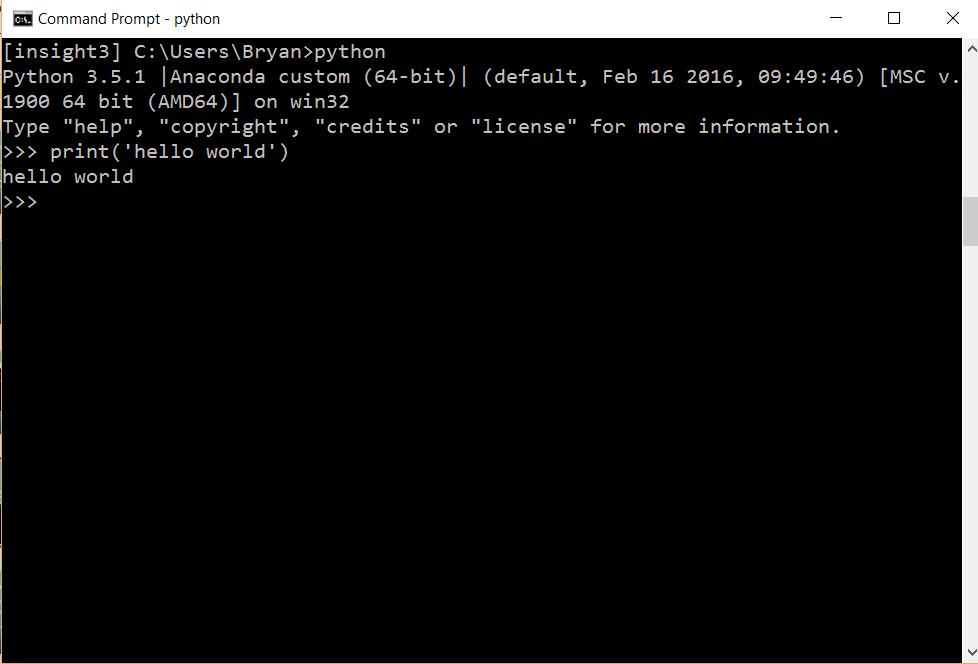 Command Prompt - python
[insight3] C:\Users\Bryan>python
Python 3.5.1 |Anaconda custom (64-bit)| (default, Feb 16 2016, 09:49:46) [MSC v.
1900 64 bit (AMD64)] on win32
Type "help", "copyright", "credits" or "license" for more information.
>>> print('hello world')
hello world
>>>